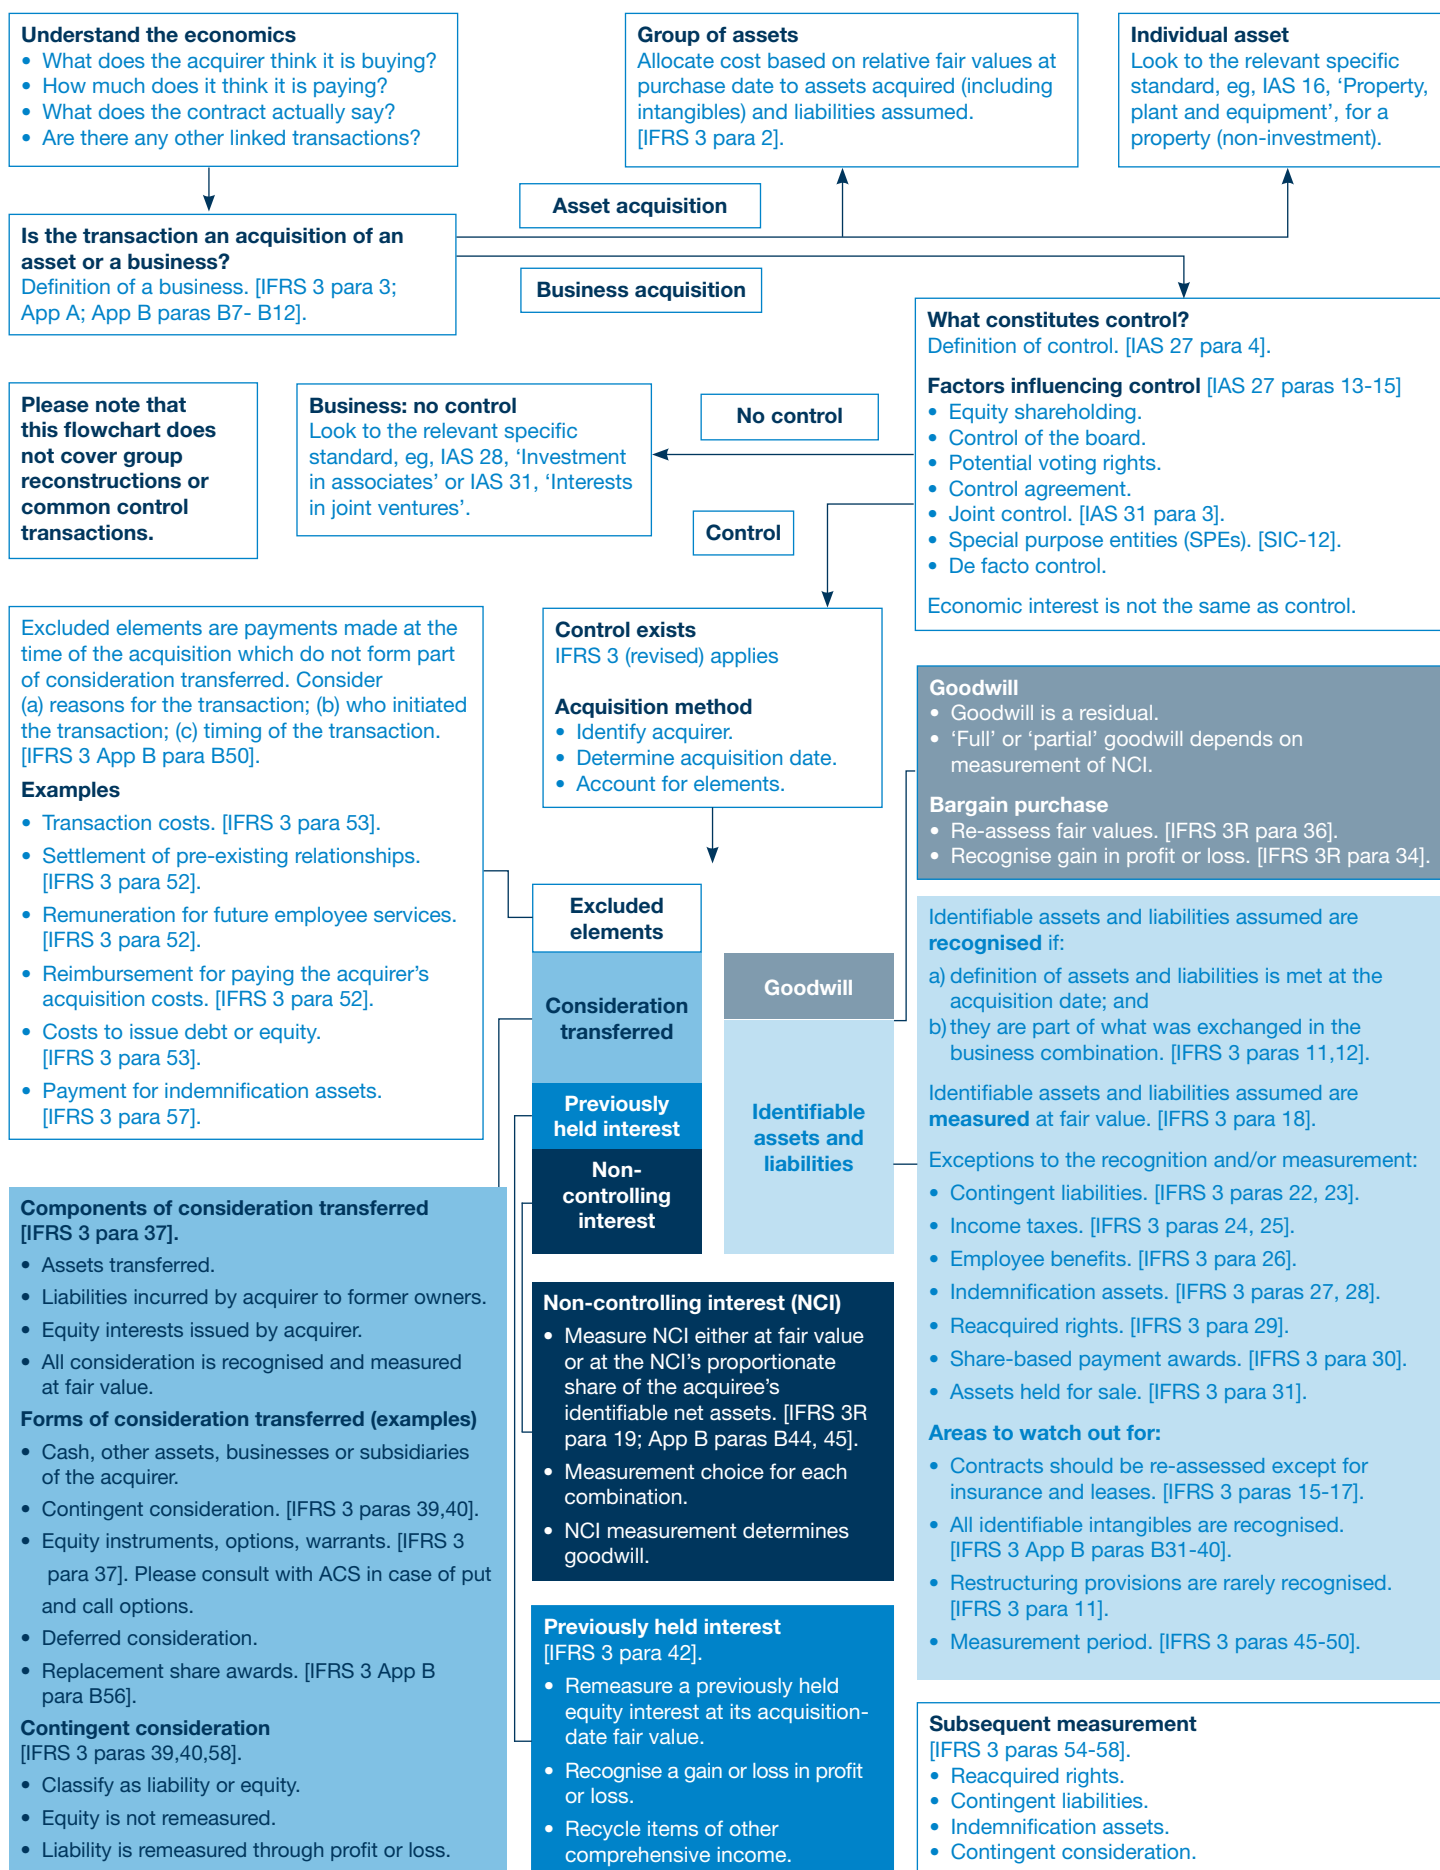 Understand the economics
• What does the acquirer think it is buying?
• How much does it think it is paying?
• What does the contract actually say?
• Are there any other linked transactions?
Group of assets
Allocate cost based on relative fair values at
purchase date to assets acquired (including
intangibles) and liabilities assumed.
[IFRS 3 para 2].
Individual asset
Look to the relevant specific
standard, eg, IAS 16, ‘Property,
plant and equipment’, for a
property (non-investment).
Asset acquisition
Is the transaction an acquisition of an
asset or a business?
Definition of a business. [IFRS 3 para 3;
App A; App B paras B7- B12].
Business acquisition
What constitutes control?
Definition of control. [IAS 27 para 4].
Factors influencing control [IAS 27 paras 13-15]
• Equity shareholding.
• Control of the board.
• Potential voting rights.
• Control agreement.
• Joint control. [IAS 31 para 3].
• Special purpose entities (SPEs). [SIC-12].
• De facto control.
Economic interest is not the same as control.
Please note that
this flowchart does
not cover group
reconstructions or
common control
transactions.
Business: no control
Look to the relevant specific
standard, eg, IAS 28, ‘Investment
in associates’ or IAS 31, ‘Interests
in joint ventures’.
No control
Control
Excluded elements are payments made at the
time of the acquisition which do not form part
of consideration transferred. Consider
(a) reasons for the transaction; (b) who initiated
the transaction; (c) timing of the transaction.
[IFRS 3 App B para B50].
Examples
• Transaction costs. [IFRS 3 para 53].
• Settlement of pre-existing relationships.
[IFRS 3 para 52].
• Remuneration for future employee services.
[IFRS 3 para 52].
• Reimbursement for paying the acquirer’s
acquisition costs. [IFRS 3 para 52].
• Costs to issue debt or equity.
[IFRS 3 para 53].
• Payment for indemnification assets.
[IFRS 3 para 57].
Control exists
IFRS 3 (revised) applies
Acquisition method
• Identify acquirer.
• Determine acquisition date.
• Account for elements.
Goodwill
• Goodwill is a residual.
• ‘Full’ or ‘partial’ goodwill depends on
measurement of NCI.
Bargain purchase
• Re-assess fair values. [IFRS 3R para 36].
• Recognise gain in profit or loss. [IFRS 3R para 34].
Excluded
elements
Consideration
transferred
Previously
held interest
Non-
controlling
interest
Goodwill
Identifiable
assets and
liabilities
Identifiable assets and liabilities assumed are
recognised if:
a) definition of assets and liabilities is met at the
acquisition date; and
b) they are part of what was exchanged in the
business combination. [IFRS 3 paras 11,12].
Identifiable assets and liabilities assumed are
measured at fair value. [IFRS 3 para 18].
Exceptions to the recognition and/or measurement:
• Contingent liabilities. [IFRS 3 paras 22, 23].
• Income taxes. [IFRS 3 paras 24, 25].
• Employee benefits. [IFRS 3 para 26].
• Indemnification assets. [IFRS 3 paras 27, 28].
• Reacquired rights. [IFRS 3 para 29].
• Share-based payment awards. [IFRS 3 para 30].
• Assets held for sale. [IFRS 3 para 31].
Areas to watch out for:
• Contracts should be re-assessed except for
insurance and leases. [IFRS 3 paras 15-17].
• All identifiable intangibles are recognised.
[IFRS 3 App B paras B31-40].
• Restructuring provisions are rarely recognised.
[IFRS 3 para 11].
• Measurement period. [IFRS 3 paras 45-50].
Components of consideration transferred
[IFRS 3 para 37].
• Assets transferred.
• Liabilities incurred by acquirer to former owners.
• Equity interests issued by acquirer.
• All consideration is recognised and measured
at fair value.
Forms of consideration transferred (examples)
• Cash, other assets, businesses or subsidiaries
of the acquirer.
• Contingent consideration. [IFRS 3 paras 39,40].
• Equity instruments, options, warrants. [IFRS 3
para 37]. Please consult with ACS in case of put
and call options.
• Deferred consideration.
• Replacement share awards. [IFRS 3 App B
para B56].
Contingent consideration
[IFRS 3 paras 39,40,58].
• Classify as liability or equity.
• Equity is not remeasured.
• Liability is remeasured through profit or loss.
Non-controlling interest (NCI)
• Measure NCI either at fair value
or at the NCI’s proportionate
share of the acquiree’s
identifiable net assets. [IFRS 3R
para 19; App B paras B44, 45].
• Measurement choice for each
combination.
• NCI measurement determines
goodwill.
Previously held interest
[IFRS 3 para 42].
• Remeasure a previously held
equity interest at its acquisition-
date fair value.
• Recognise a gain or loss in profit
or loss.
• Recycle items of other
comprehensive income.
Subsequent measurement
[IFRS 3 paras 54-58].
• Reacquired rights.
• Contingent liabilities.
• Indemnification assets.
• Contingent consideration.